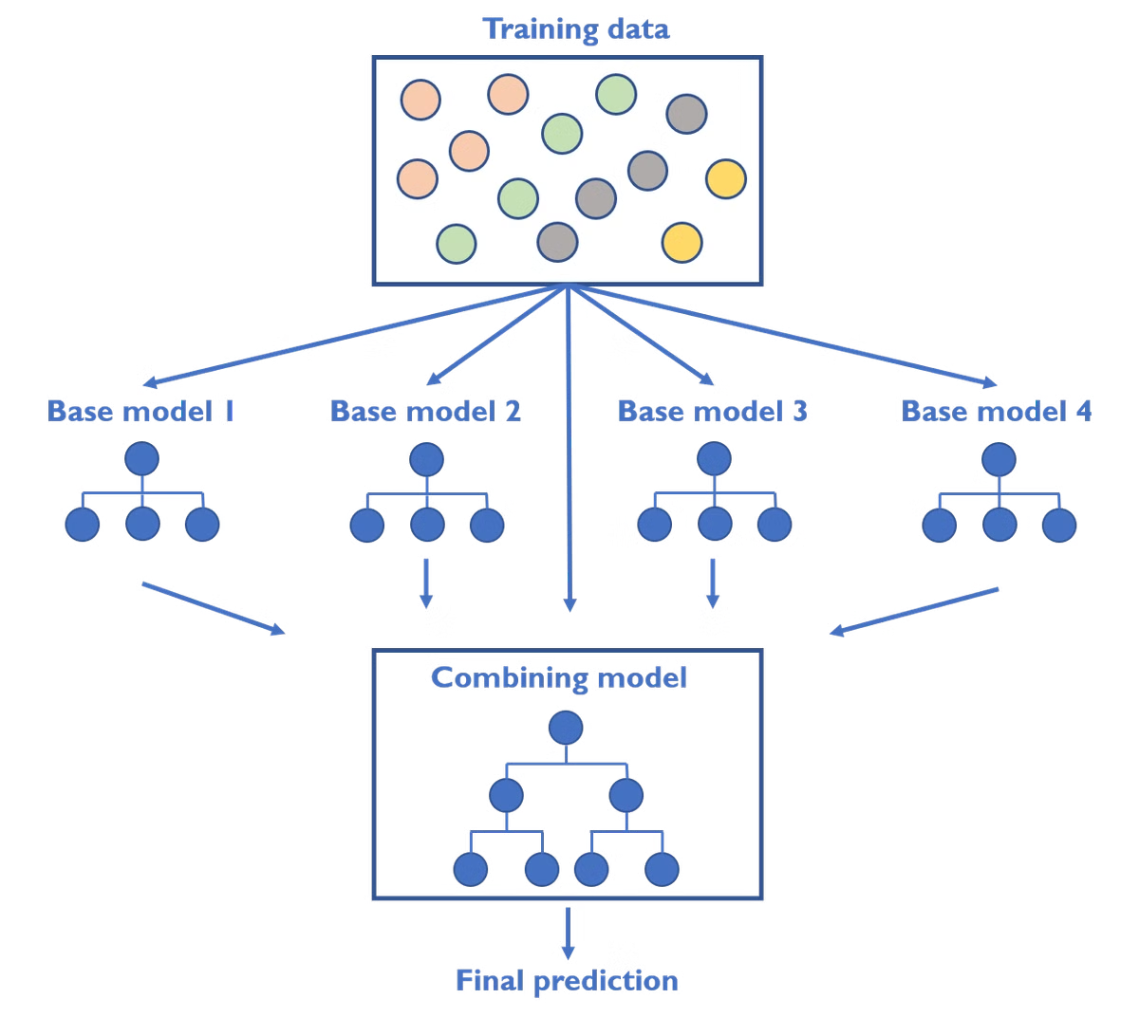 Training data
Base model 1
Base model 2
Base model 3
Base model 4
Combining model
Final prediction